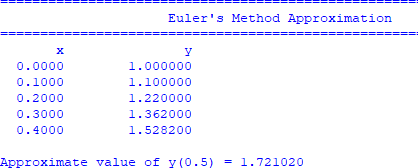 ================================================================
Euler's Method Approximation
================================================================
x y
0.0000 1.000000
0.1000 1.100000
0.2000 1.220000
0.3000 1.362000
0.4000 1.528200
Approximate value of y(0.5) = 1.721020